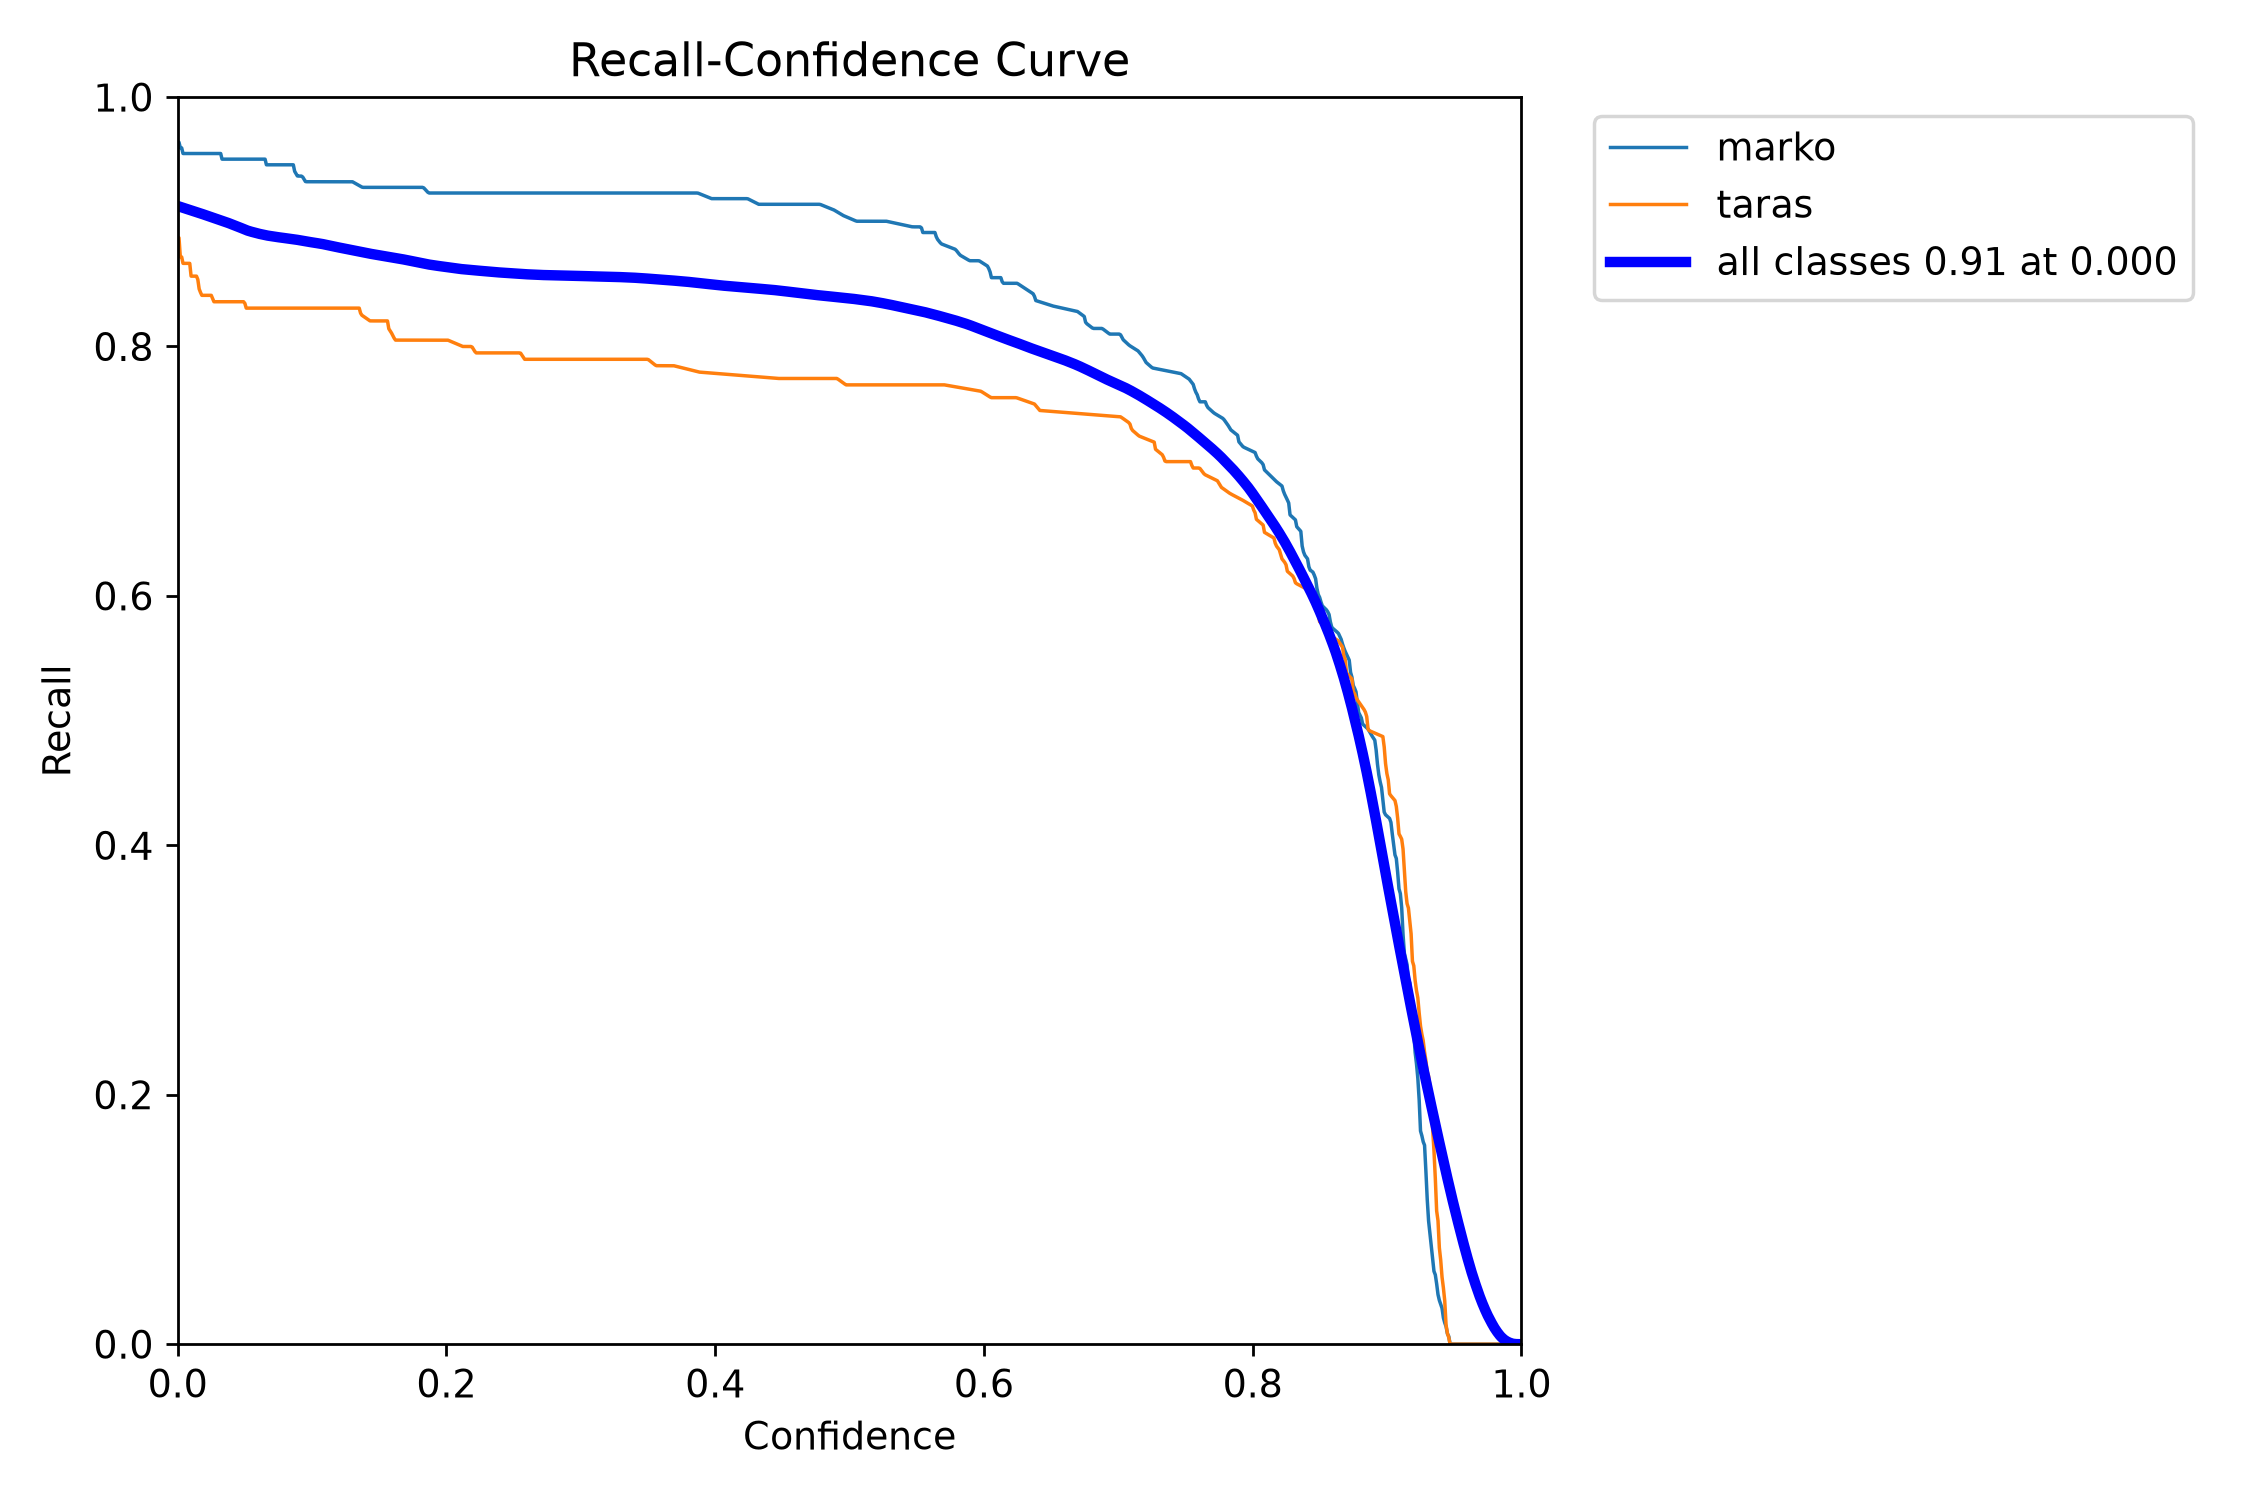 Recall-Confidence Curve
1.0
0.8
0.6
0.4
0.2
0.0
Recall
0.0 0.2 0.4 0.6 0.8 1.0
Confidence
marko
taras
all classes 0.91 at 0.000